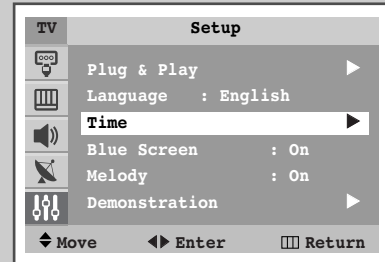 TV Setup
Plug & Play ▶
Language : English
Time ▶
Blue Screen : On
Melody : On
Demonstration ▶
Move Enter Return